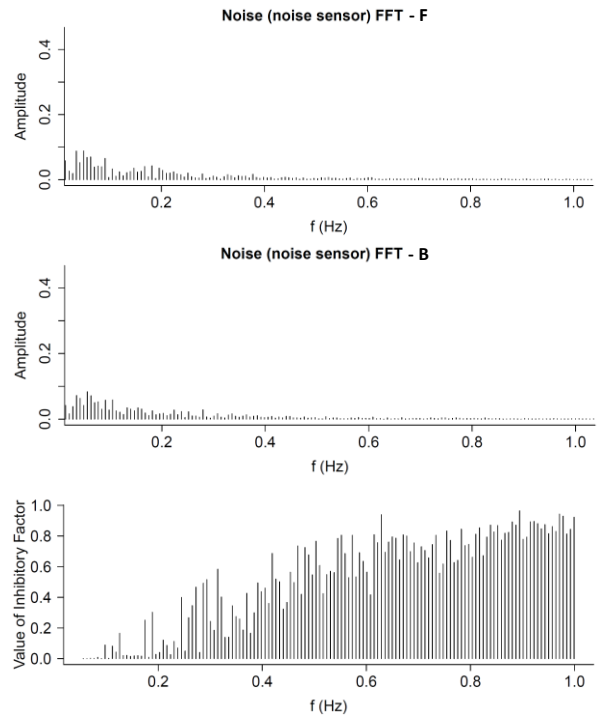 Noise (noise sensor) FFT - F
Amplitude
0.4
0.2
0.0
0.2 0.4 0.6 0.8 1.0
f (Hz)
Noise (noise sensor) FFT - B
Amplitude
0.4
0.2
0.0
0.2 0.4 0.6 0.8 1.0
f (Hz)
Value of Inhibitory Factor
1.0
0.8
0.6
0.4
0.2
0.0
0.2 0.4 0.6 0.8 1.0
f (Hz)